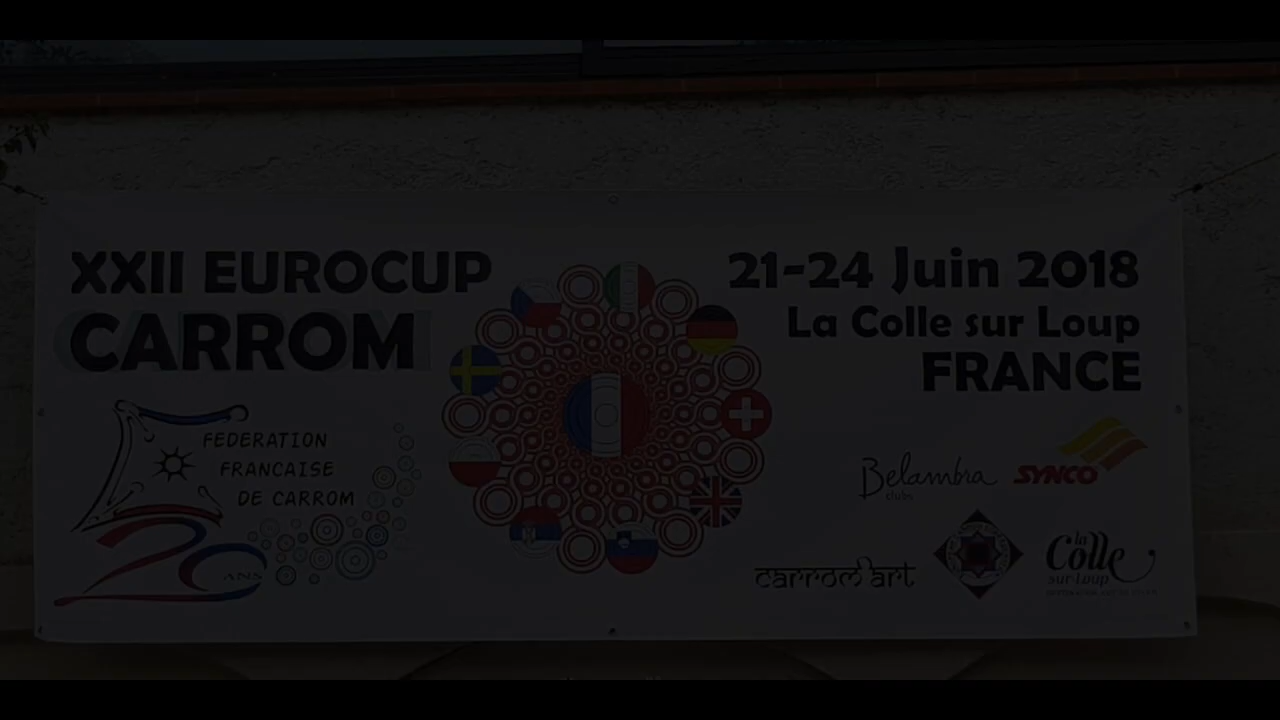 XXII EUROCUP
CARROM
21-24 Juin 2018
La Colle sur Loup
FRANCE
FEDERATION
FRANCAISE
DE CARROM
20 ANS
Belambra
clubs
SYNCO
carrom'art
la
Colle
sur-Loup